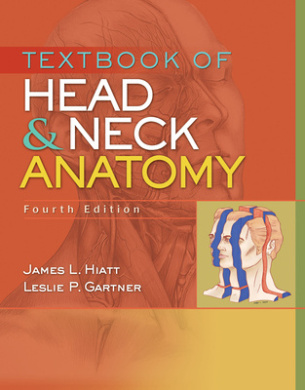 TEXTBOOK OF
HEAD
& NECK
ANATOMY
Fourth Edition
JAMES L. HIATT
LESLIE P. GARTNER